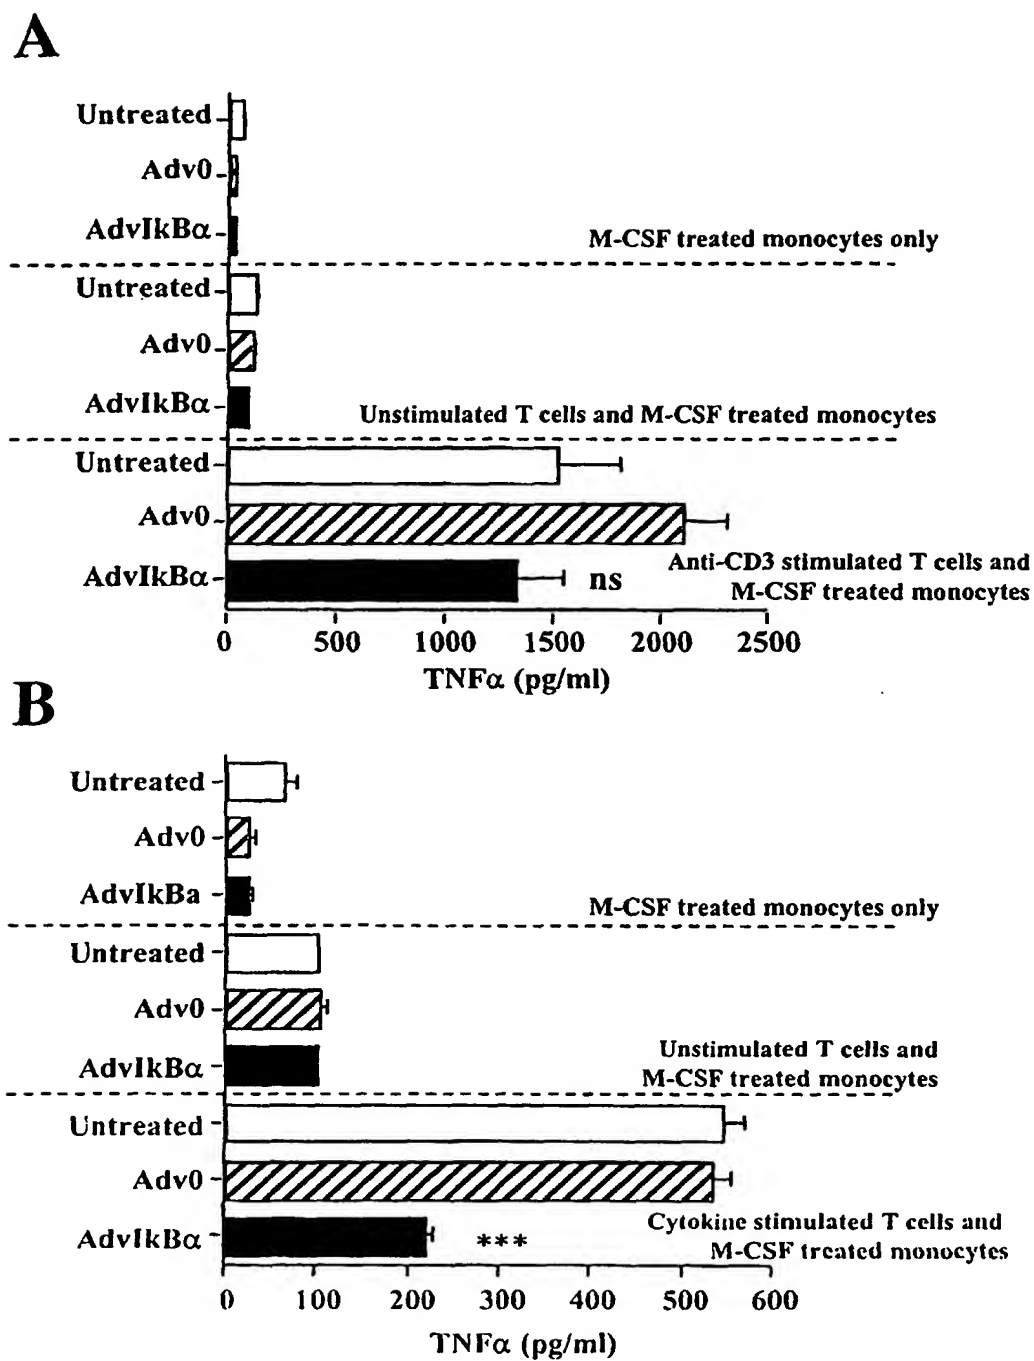 A
Untreated
Adv0
AdvIkBα
M-CSF treated monocytes only
Untreated
Adv0
AdvIkBα
Unstimulated T cells and M-CSF treated monocytes
Untreated
Adv0
AdvIkBα
ns
Anti-CD3 stimulated T cells and
M-CSF treated monocytes
0 500 1000 1500 2000 2500
TNFα (pg/ml)
B
Untreated
Adv0
AdvIkBa
M-CSF treated monocytes only
Untreated
Adv0
AdvIkBα
Unstimulated T cells and
M-CSF treated monocytes
Untreated
Adv0
AdvIkBα
***
Cytokine stimulated T cells and
M-CSF treated monocytes
0 100 200 300 400 500 600
TNFα (pg/ml)